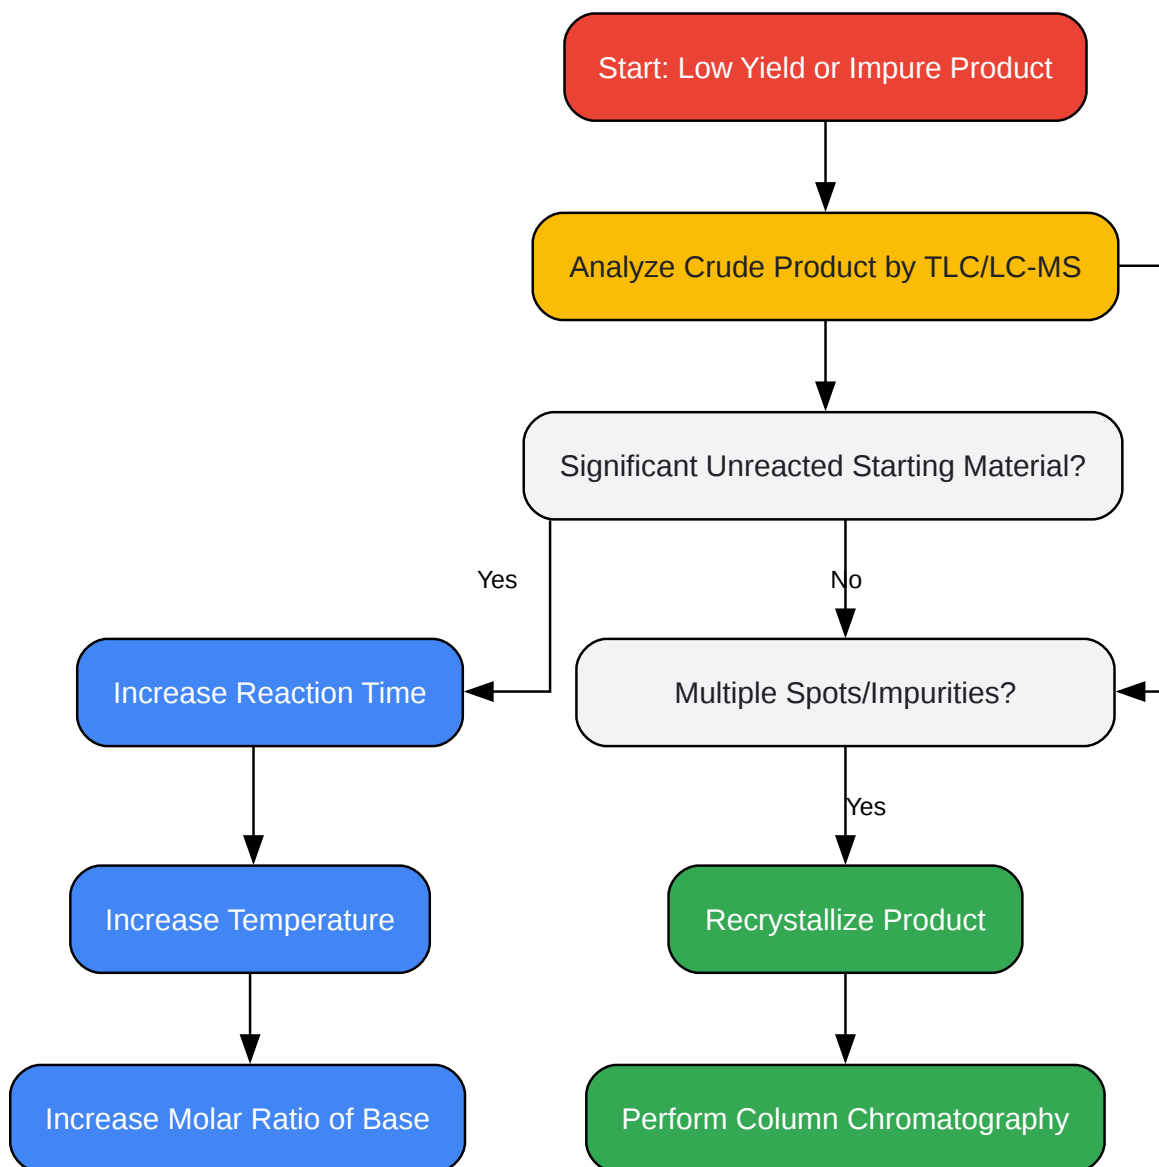 Start: Low Yield or Impure Product
Analyze Crude Product by TLC/LC-MS
Significant Unreacted Starting Material?
Yes
No
Increase Reaction Time
Multiple Spots/Impurities?
Yes
Increase Temperature
Recrystallize Product
Increase Molar Ratio of Base
Perform Column Chromatography